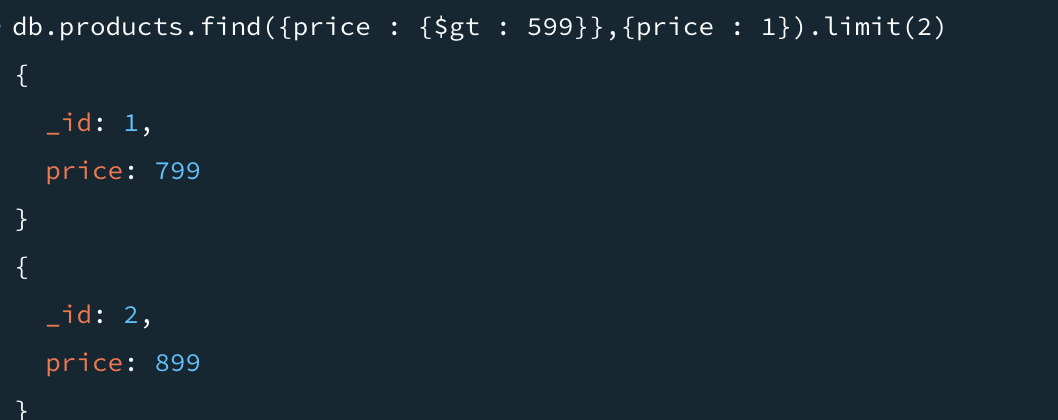 db.products.find({price : {$gt : 599}},{price : 1}).limit(2)
{
_id: 1,
price: 799
}
{
_id: 2,
price: 899
}